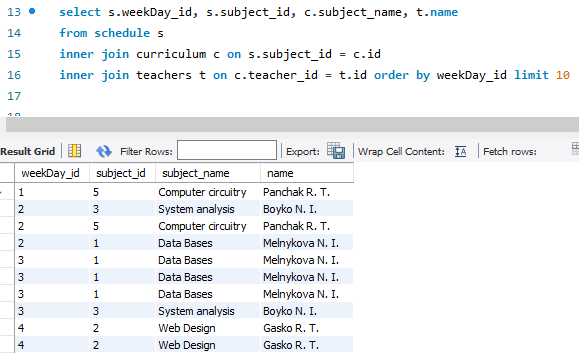 13 select s.weekDay_id, s.subject_id, c.subject_name, t.name
14 from schedule s
15 inner join curriculum c on s.subject_id = c.id
16 inner join teachers t on c.teacher_id = t.id order by weekDay_id limit 10
17
18
Result Grid Filter Rows: Export: Wrap Cell Content: Fetch rows:
weekDay_id subject_id subject_name name
1 5 Computer circuitry Panchak R. T.
2 3 System analysis Boyko N. I.
2 5 Computer circuitry Panchak R. T.
2 1 Data Bases Melnykova N. I.
3 1 Data Bases Melnykova N. I.
3 1 Data Bases Melnykova N. I.
3 1 Data Bases Melnykova N. I.
3 3 System analysis Boyko N. I.
4 2 Web Design Gasko R. T.
4 2 Web Design Gasko R. T.